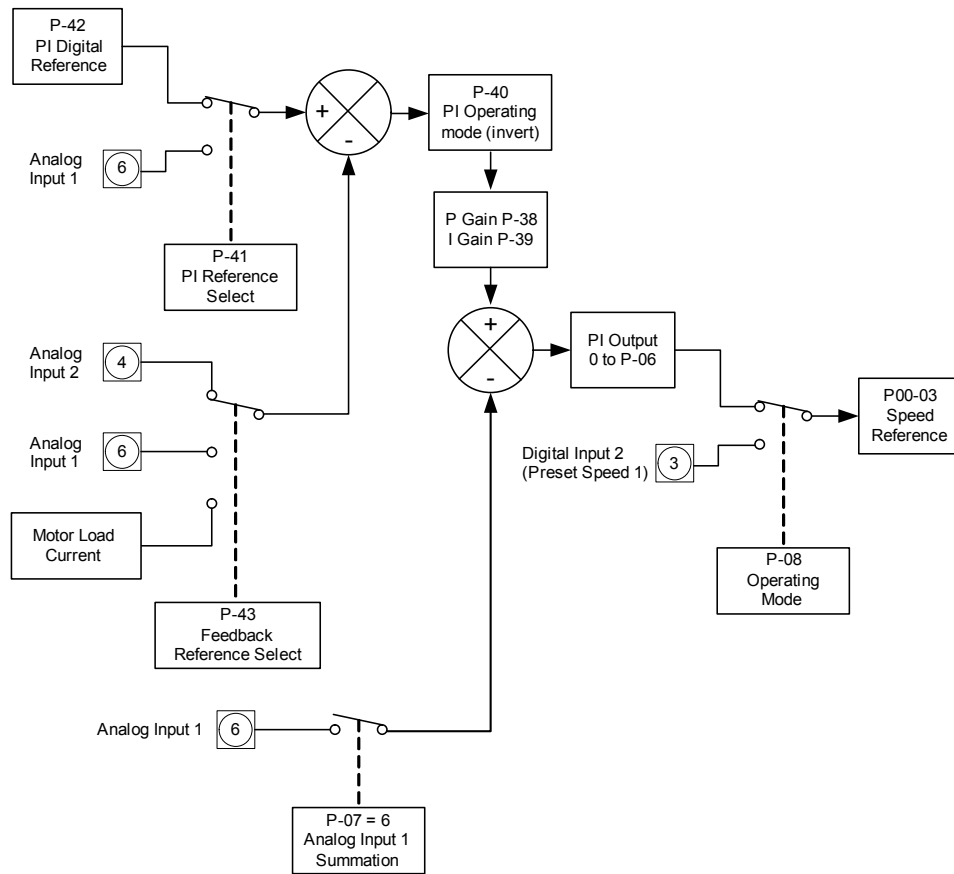 P-42
PI Digital
Reference
+
-
P-40
PI Operating
mode (invert)
Analog
Input 1
6
P Gain P-38
I Gain P-39
P-41
PI Reference
Select
+
-
PI Output
0 to P-06
Analog
Input 2
4
P00-03
Speed
Reference
Analog
Input 1
6
Digital Input 2
(Preset Speed 1)
3
Motor Load
Current
P-08
Operating
Mode
P-43
Feedback
Reference Select
Analog Input 1
6
P-07 = 6
Analog Input 1
Summation